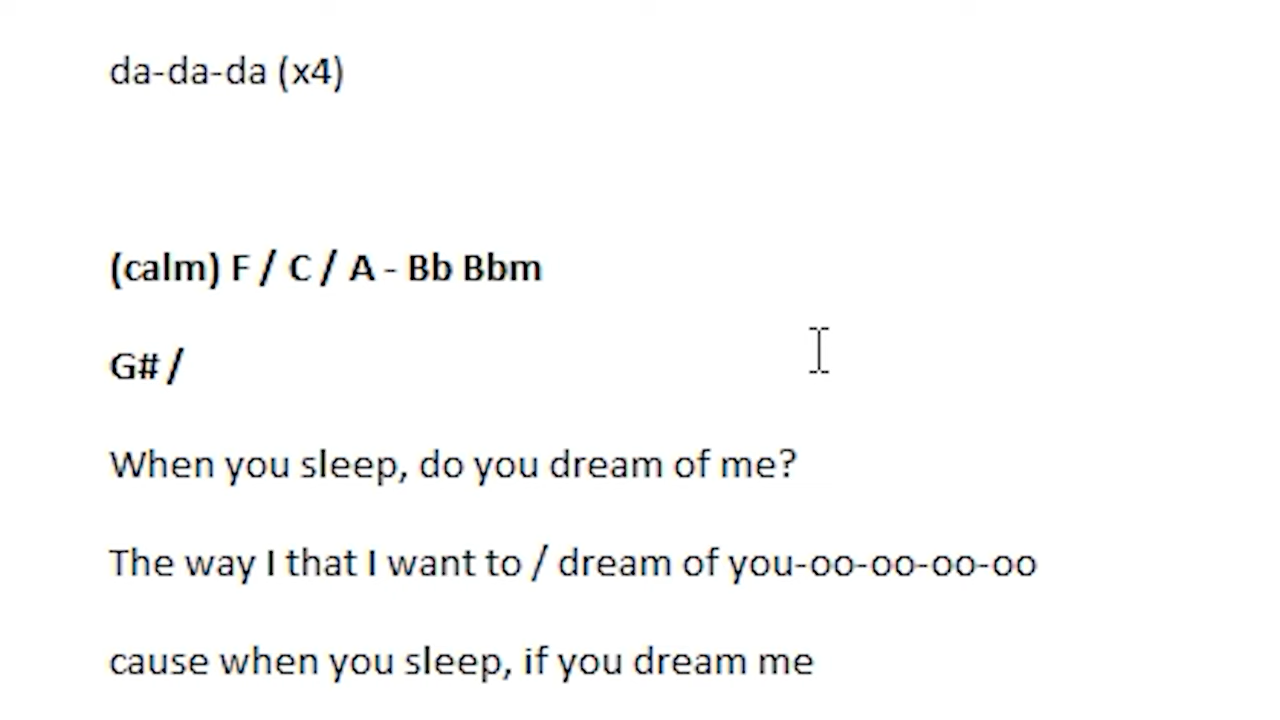 da-da-da (x4)
(calm) F / C / A - Bb Bbm
G# /
When you sleep, do you dream of me?
The way I that I want to / dream of you-oo-oo-oo-oo
cause when you sleep, if you dream me